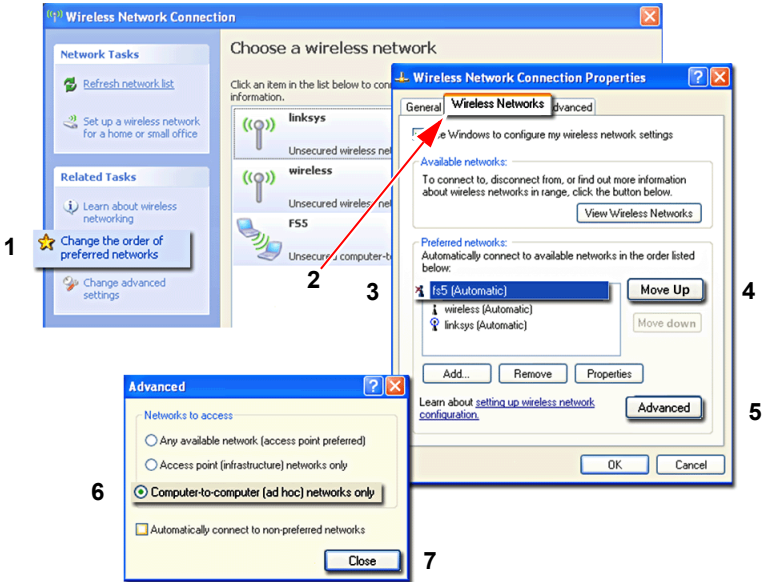 Wireless Network Connection
Network Tasks
Refresh network list
Set up a wireless network
for a home or small office
Related Tasks
Learn about wireless
networking
1
Change the order of
preferred networks
Change advanced
settings
Choose a wireless network
Click an item in the list below to
information.
linksys
Unsecured wireless
wireless
Unsecured wireless
FS5
Unsecured
2
3
Wireless Network Connection Properties
General
Wireless Networks
Windows to configure my wireless network settings
Available networks:
To connect to, disconnect from, or find out more information
about wireless networks in range, click the button below.
View Wireless Networks
Preferred networks:
Automatically connect to available networks in the order listed
below:
fs5 (Automatic)
wireless (Automatic)
linksys (Automatic)
Move Up
4
Move down
Add...
Remove
Properties
Learn about setting up wireless network
configuration.
Advanced
5
OK
Cancel
Advanced
Networks to access
Any available network (access point preferred)
Access point (infrastructure) networks only
6
Computer-to-computer (ad hoc) networks only
Automatically connect to non-preferred networks
Close
7